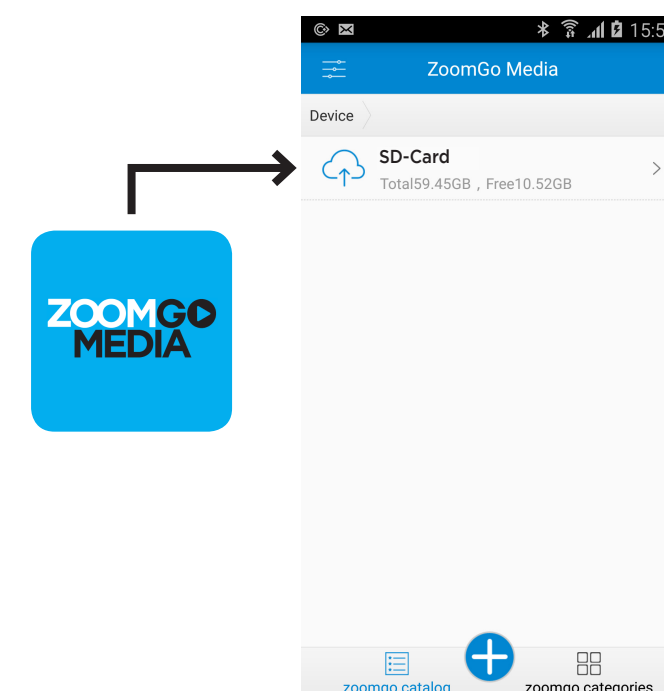 15:5
ZoomGo Media
Device
SD-Card
Total59.45GB , Free10.52GB
ZOOMGO
MEDIA
zoomgo catalog
zoomgo categories